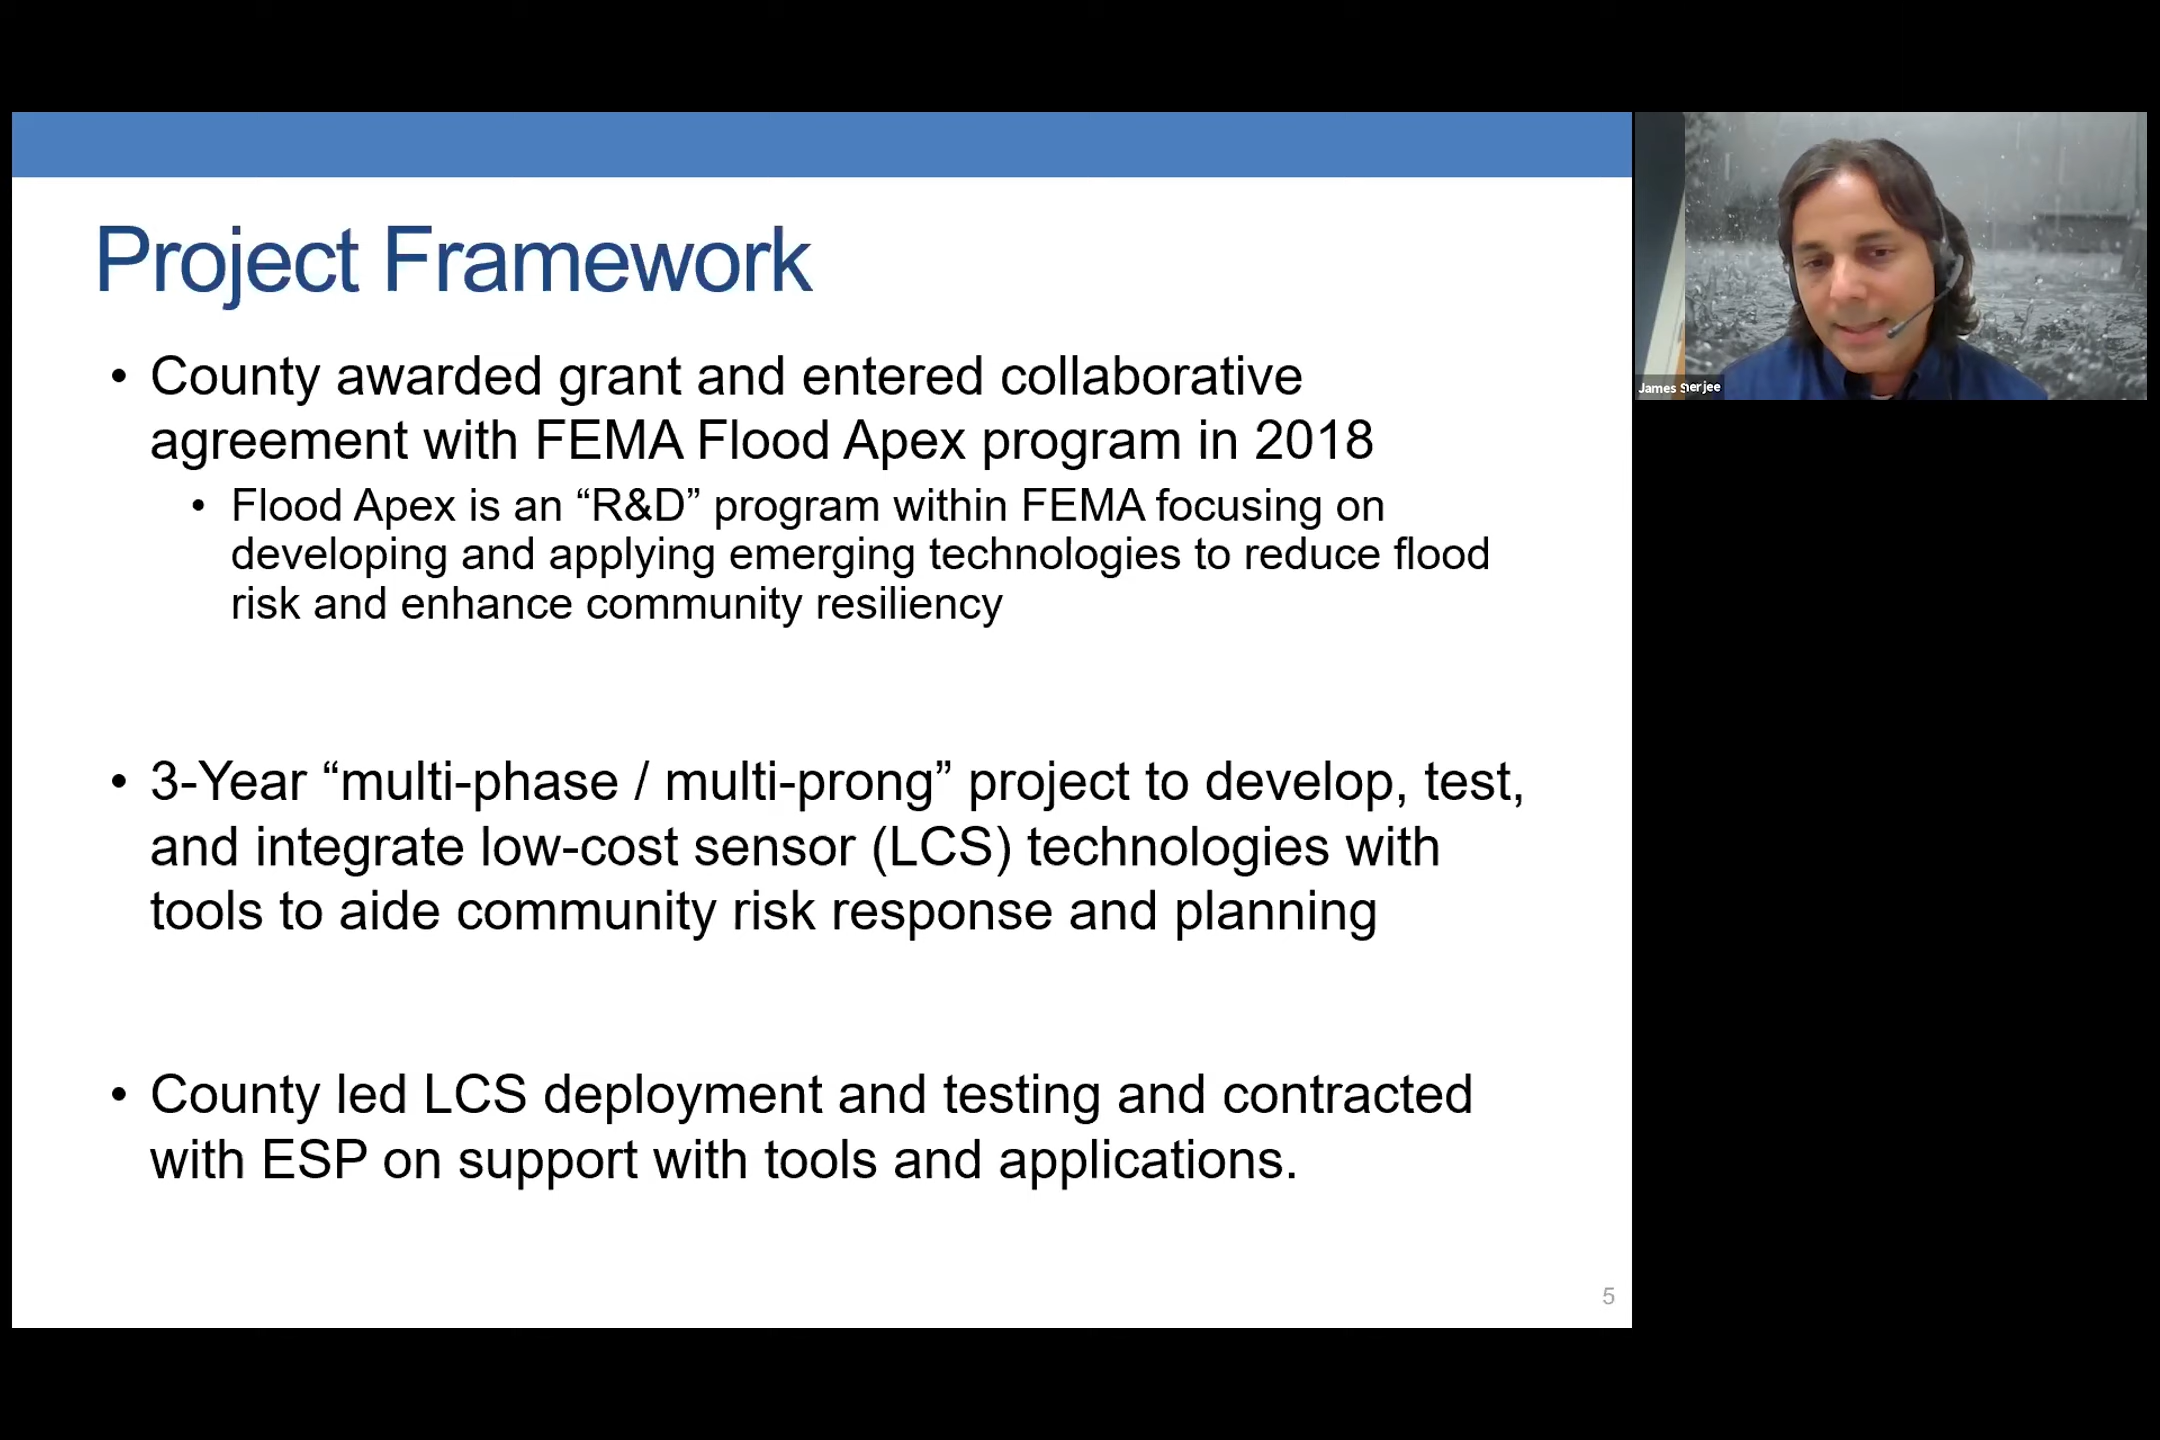 Project Framework
• County awarded grant and entered collaborative
agreement with FEMA Flood Apex program in 2018
• Flood Apex is an “R&D” program within FEMA focusing on
developing and applying emerging technologies to reduce flood
risk and enhance community resiliency
• 3-Year “multi-phase / multi-prong” project to develop, test,
and integrate low-cost sensor (LCS) technologies with
tools to aide community risk response and planning
• County led LCS deployment and testing and contracted
with ESP on support with tools and applications.
5
James Serjee